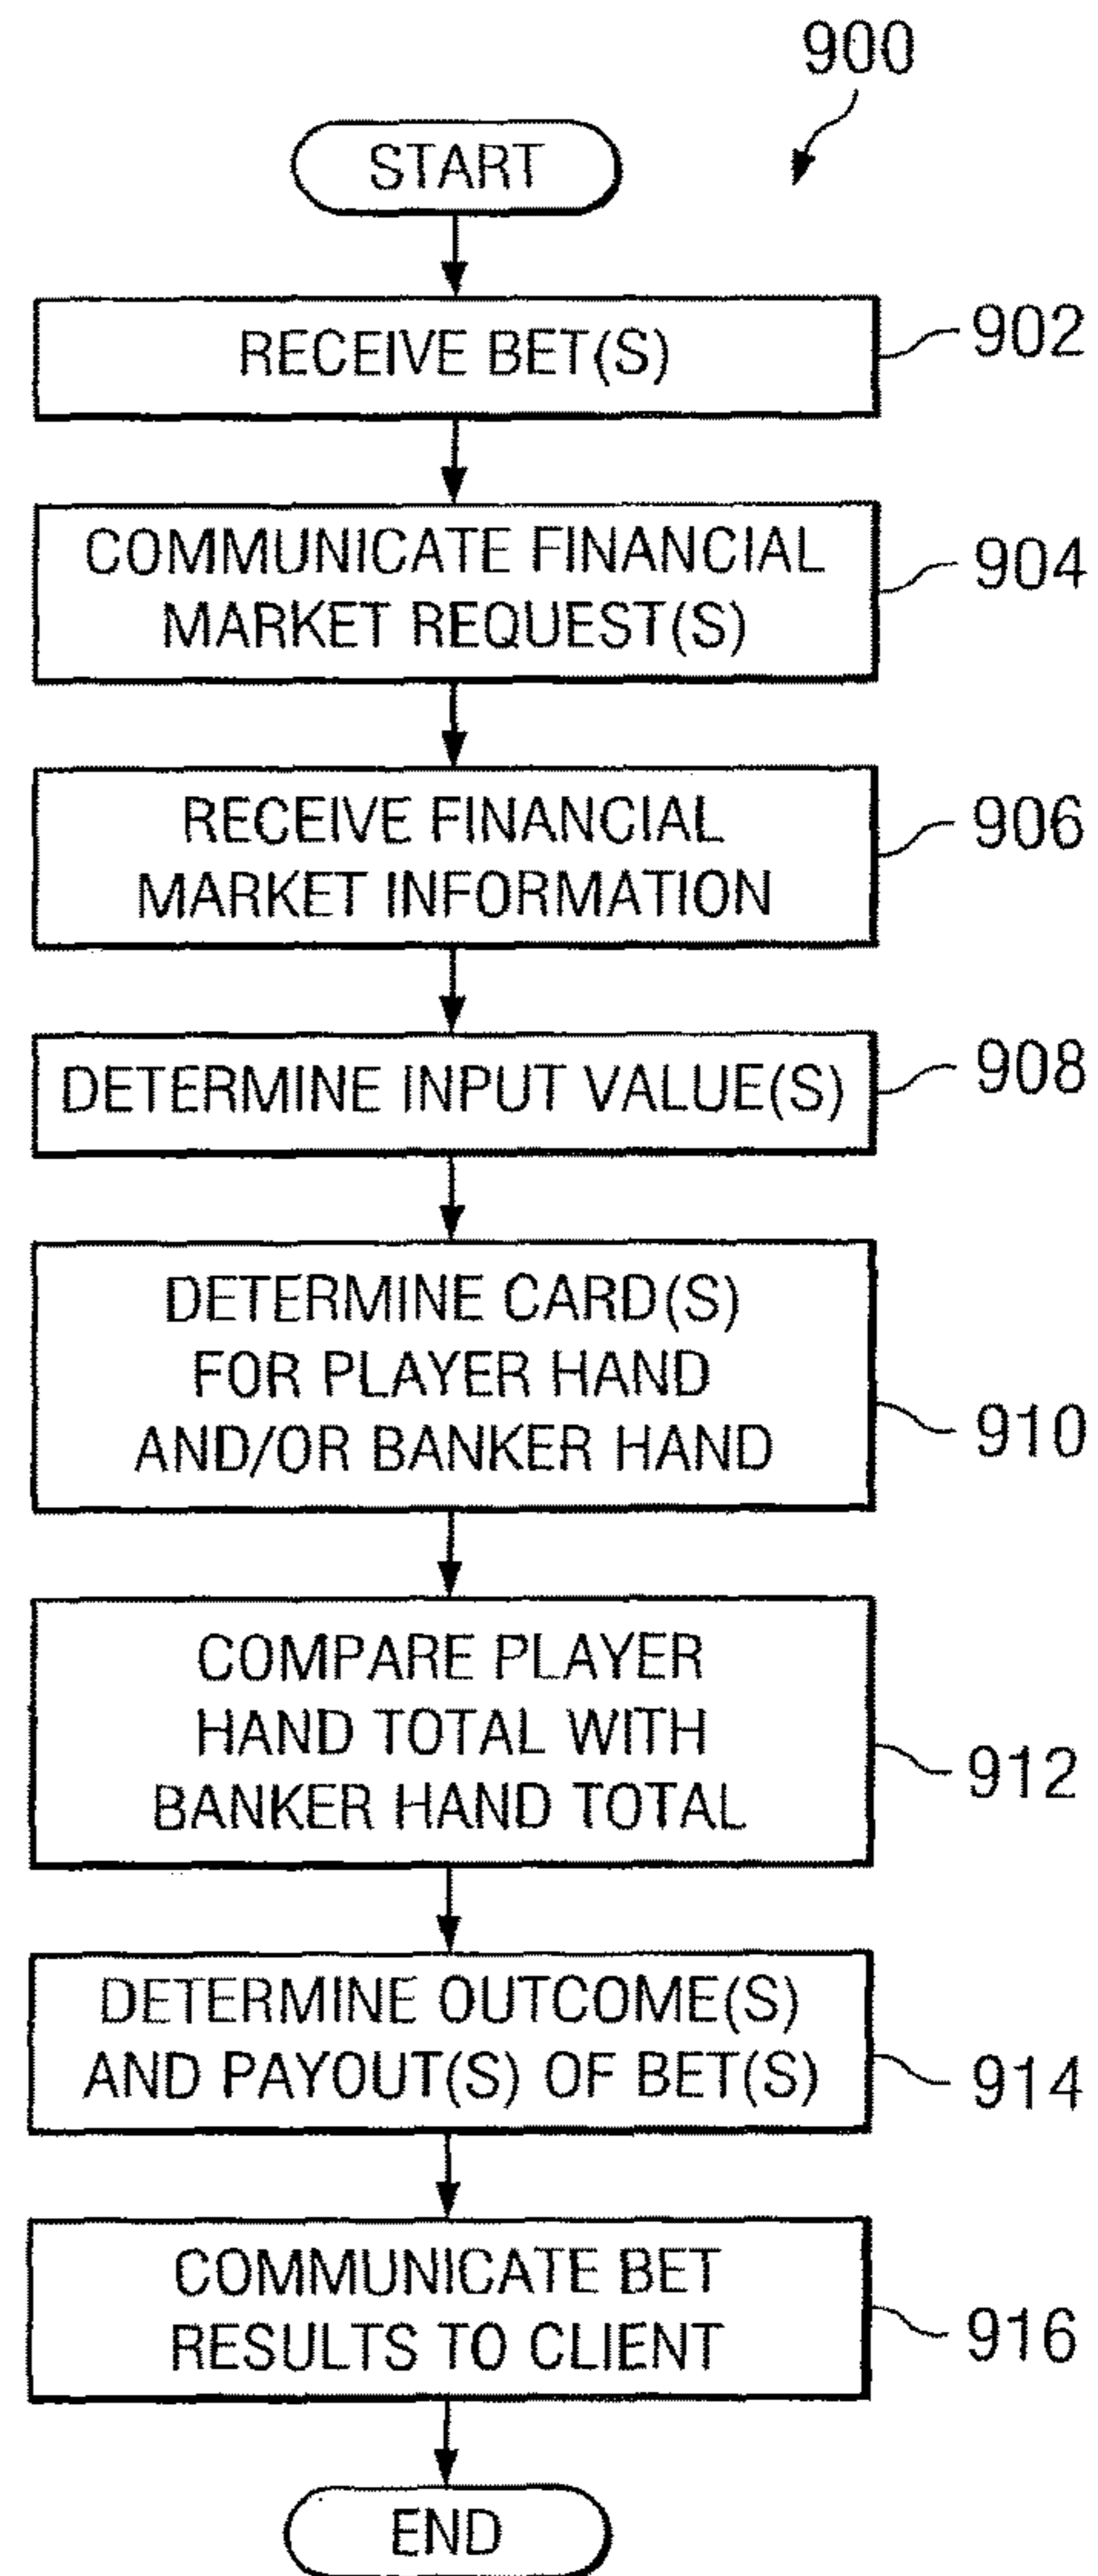 900
START
RECEIVE BET(S)
902
COMMUNICATE FINANCIAL
MARKET REQUEST(S)
904
RECEIVE FINANCIAL
MARKET INFORMATION
906
DETERMINE INPUT VALUE(S)
908
DETERMINE CARD(S)
FOR PLAYER HAND
AND/OR BANKER HAND
910
COMPARE PLAYER
HAND TOTAL WITH
BANKER HAND TOTAL
912
DETERMINE OUTCOME(S)
AND PAYOUT(S) OF BET(S)
914
COMMUNICATE BET
RESULTS TO CLIENT
916
END